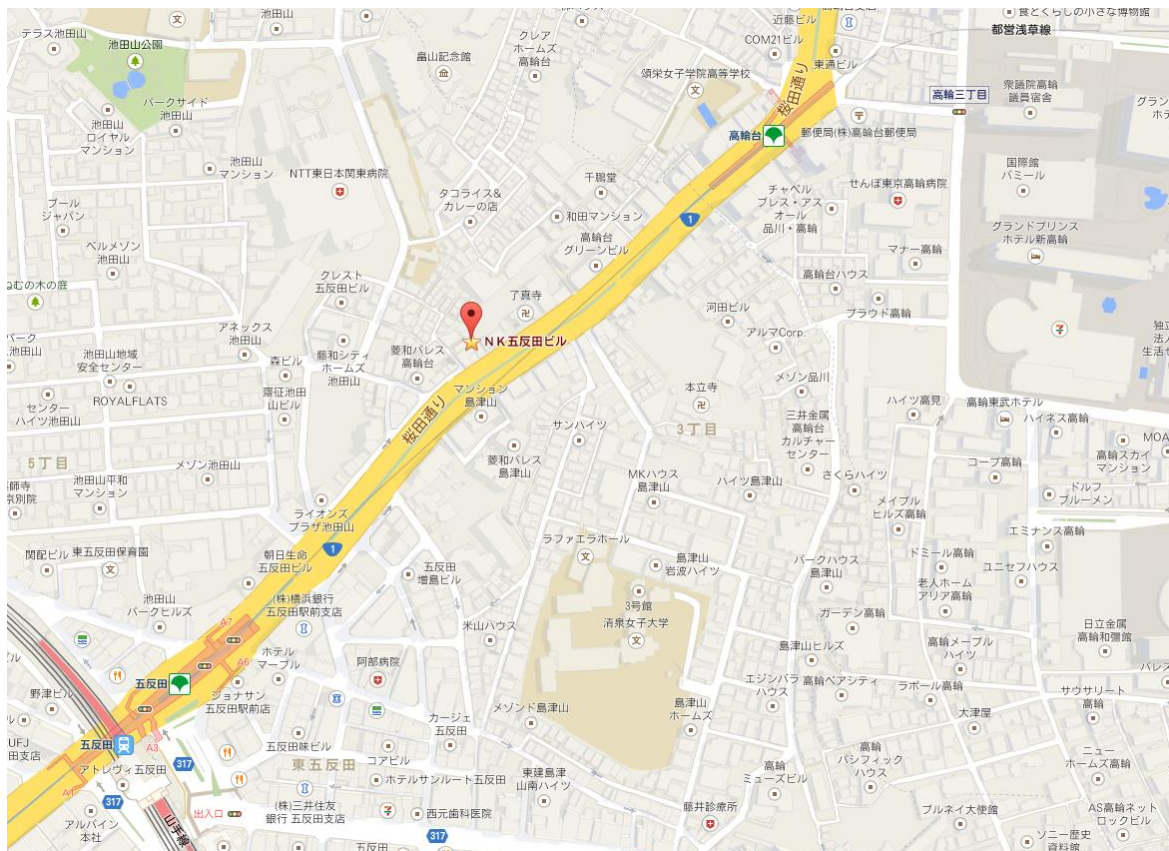 テラス池田山
池田山公園
パークサイド
池田山
池田山
ロイヤル
マンション
池田山
マンション
プール
ジャパン
ベルメゾン
池田山
ねむの木の庭
NTT東日本関東病院
畠山記念館
クレア
ホームズ
高輪台
近藤ビル
COM21ビル
東通ビル
頌栄女子学院高等学校
食とくらしの小さな博物館
都営浅草線
衆議院高輪
議員宿舎
高輪三丁目
桜田通り
高輪台
郵便局(株)高輪台郵便局
国際館
パミール
グランドプリンス
ホテル新高輪
せんぽ東京高輪病院
チャペル
ブレス・アス
オール
品川・高輪
マナー高輪
高輪台ハウス
プラウド高輪
タコライス&
カレーの店
千鵬堂
和田マンション
高輪台
グリーンビル
1
クレスト
五反田ビル
了真寺
NK五反田ビル
河田ビル
アルマCorp.
メゾン品川
アネックス
池田山
池田山地域
安全センター
ROYALFLATS
森ビル
齋征池田
山ビル
藤和シティ
ホームズ
池田山
菱和パレス
高輪台
マンション
島津山
桜田通り
本立寺
3丁目
三井金属
高輪台
カルチャー
センター
ハイツ高見
高輪東武ホテル
ハイネス高輪
MOA
高輪スカイ
マンション
コープ高輪
センター
ハイツ池田山
5丁目
メゾン池田山
池田山平和
マンション
サンハイツ
菱和パレス
島津山
MKハウス
島津山
ハイツ島津山
さくらハイツ
メイプル
ヒルズ高輪
ドルフ
ブルーメン
エミナンス高輪
ユニセフハウス
ライオンズ
プラザ池田山
1
関配ビル
東五反田保育園
朝日生命
五反田ビル
ラファエラホール
島津山
岩波ハイツ
パークハウス
島津山
ドミール高輪
老人ホーム
アリア高輪
五反田
増島ビル
池田山
パークヒルズ
(株)横浜銀行
五反田駅前支店
米山ハウス
3号館
清泉女子大学
ガーデン高輪
高輪メープル
ハイツ
日立金属
高輪和彊館
島津山ヒルズ
A7
A6
ホテル
マーブル
阿部病院
五反田
ジョナサン
五反田駅前店
野津ビル
エジンバラ
ハウス
高輪ペアシティ
ラポール高輪
サウサリート
高輪
大津屋
島津山
ホームズ
メゾンド島津山
カージェ
五反田
五反田
A3
アトレヴィ五反田
317
五反田味ビル
コアビル
東五反田
ホテルサンルート五反田
東建島津
山南ハイツ
高輪
ミューズビル
高輪
パシフィック
ハウス
ニュー
ホームズ高輪
317
アルパイン
本社
山手線
出入口
(株)三井住友
銀行 五反田支店
西元歯科医院
317
五反田
藤井診療所
ブルネイ大使館
AS高輪ネット
ロックビル
ソニー歴史
資料館